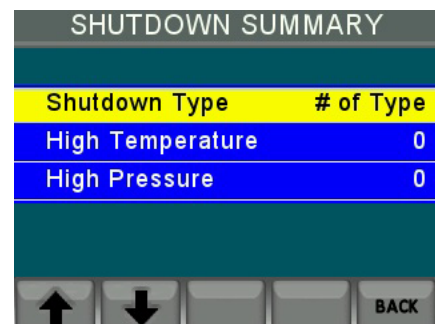 SHUTDOWN SUMMARY
Shutdown Type # of Type
High Temperature 0
High Pressure 0
BACK